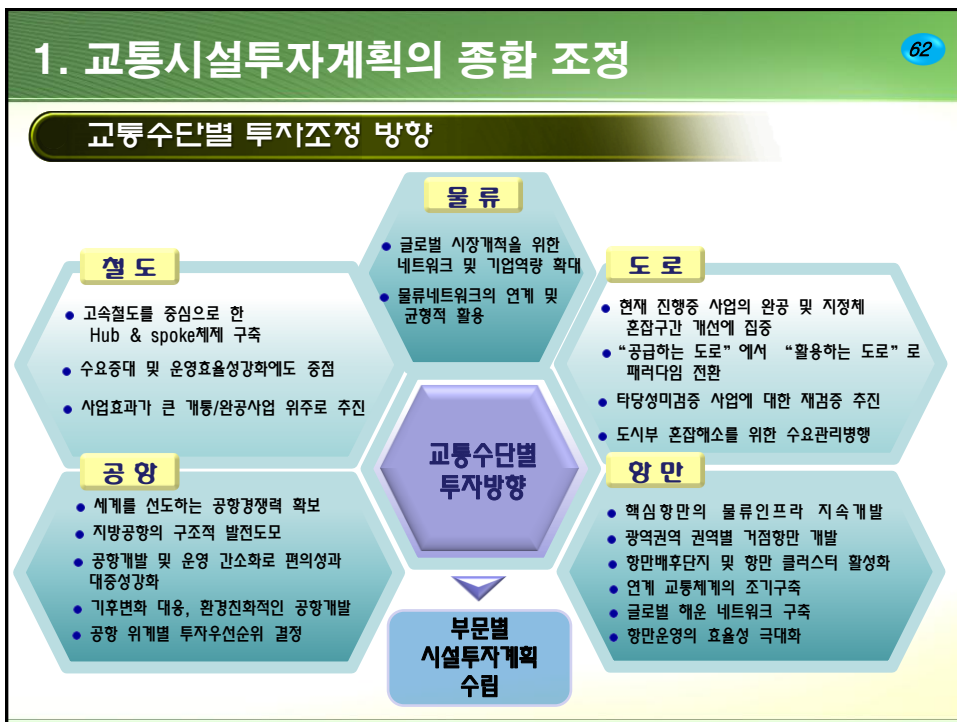 1. 교통시설투자계획의 종합 조정
62
교통수단별 투자조정 방향
물 류
● 글로벌 시장개척을 위한
네트워크 및 기업역량 확대
● 물류네트워크의 연계 및
균형적 활용
철 도
● 고속철도를 중심으로 한
Hub & spoke체제 구축
● 수요증대 및 운영효율성강화에도 중점
● 사업효과가 큰 개통/완공사업 위주로 추진
도 로
● 현재 진행중 사업의 완공 및 지정체
혼잡구간 개선에 집중
● “공급하는 도로”에서 “활용하는 도로”로
패러다임 전환
● 타당성미검증 사업에 대한 재검증 추진
● 도시부 혼잡해소를 위한 수요관리병행
교통수단별
투자방향
공 항
● 세계를 선도하는 공항경쟁력 확보
● 지방공항의 구조적 발전도모
● 공항개발 및 운영 간소화로 편의성과
대중성강화
● 기후변화 대응, 환경친화적인 공항개발
● 공항 위계별 투자우선순위 결정
항 만
● 핵심항만의 물류인프라 지속개발
● 광역권역 권역별 거점항만 개발
● 항만배후단지 및 항만 클러스터 활성화
● 연계 교통체계의 조기구축
● 글로벌 해운 네트워크 구축
● 항만운영의 효율성 극대화
부문별
시설투자계획
수립